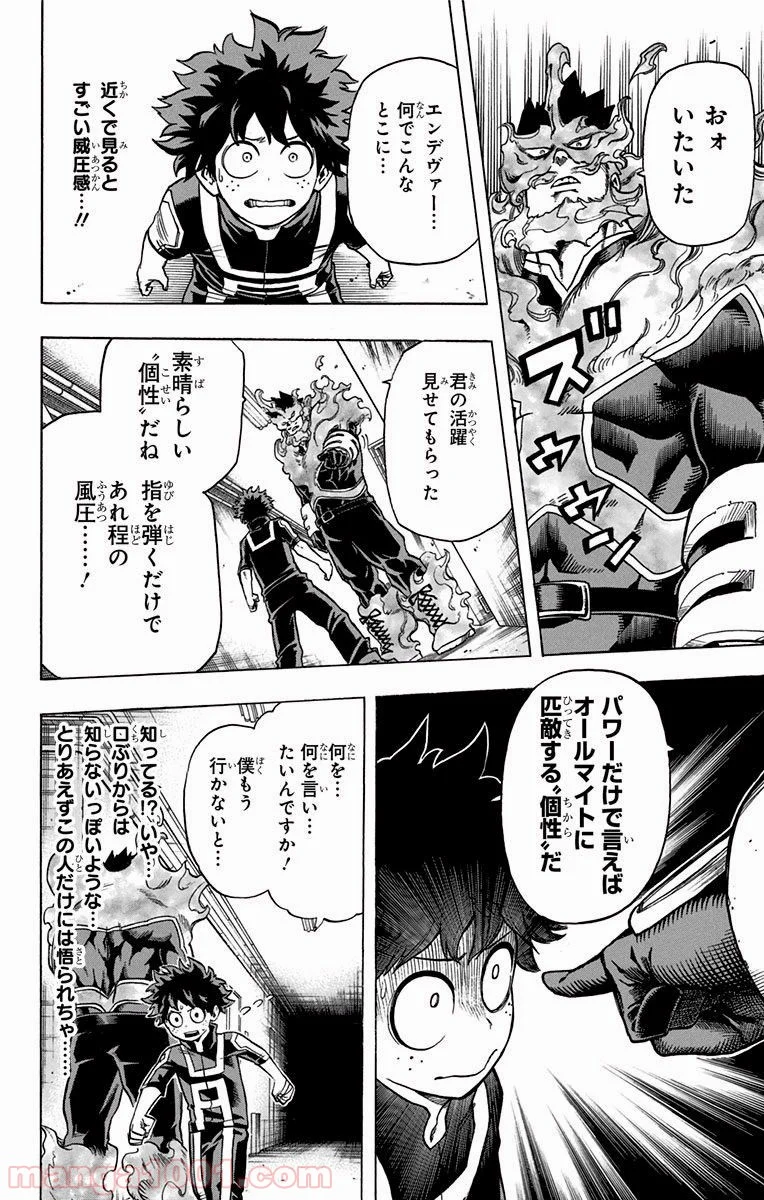 おォ
いたいた
ズ
ズ
エンデヴァー…
何でこんな
とこに…
近くで見ると
すごい威圧感
…!!
君の活躍
見せてもらった
素晴らしい
〝個性〟だね
指を弾くだけで
あれ程の
風圧……!
パワーだけで言えば
オールマイトに
匹敵する〝個性〟だ
何を…
何を言い…
たいんですか!
僕もう
行かないと…
知ってる!?いや…
口ぶりからは
知らないっぽいような…
とりあえずこの人だけには悟られちゃ……
manga1001.com